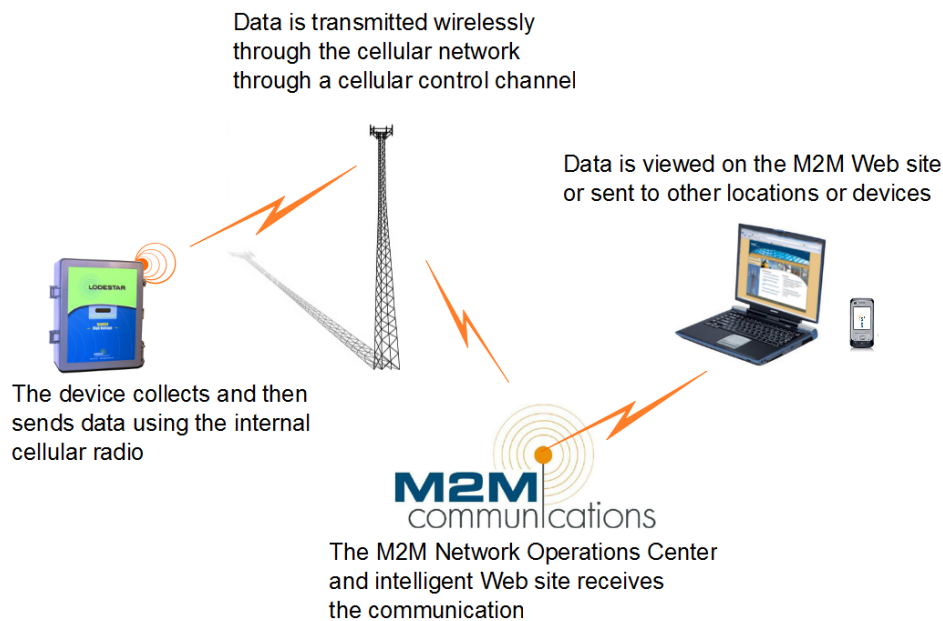 Data is transmitted wirelessly
through the cellular network
through a cellular control channel
Data is viewed on the M2M Web site
or sent to other locations or devices
LODESTAR
M2M
The device collects and then
sends data using the internal
cellular radio
M2M
communications
The M2M Network Operations Center
and intelligent Web site receives
the communication